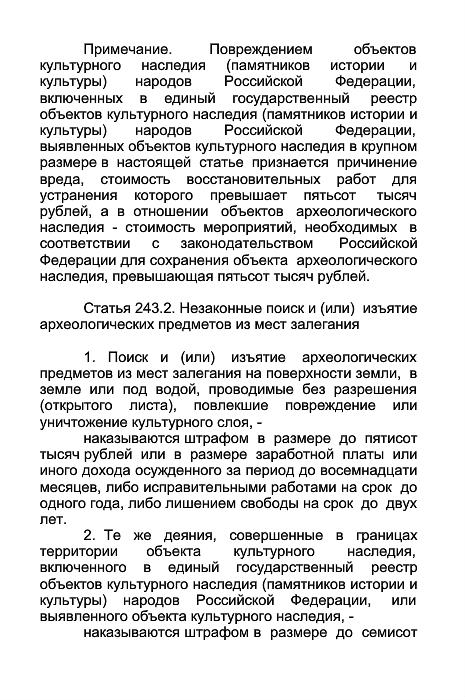 Примечание. Повреждением объектов
культурного наследия (памятников истории и
культуры) народов Российской Федерации,
включенных в единый государственный реестр
объектов культурного наследия (памятников истории и
культуры) народов Российской Федерации,
выявленных объектов культурного наследия в крупном
размере в настоящей статье признается причинение
вреда, стоимость восстановительных работ для
устранения которого превышает пятьсот тысяч
рублей, а в отношении объектов археологического
наследия - стоимость мероприятий, необходимых в
соответствии с законодательством Российской
Федерации для сохранения объекта археологического
наследия, превышающая пятьсот тысяч рублей.
Статья 243.2. Незаконные поиск и (или) изъятие
археологических предметов из мест залегания
1. Поиск и (или) изъятие археологических
предметов из мест залегания на поверхности земли, в
земле или под водой, проводимые без разрешения
(открытого листа), повлекшие повреждение или
уничтожение культурного слоя, -
наказываются штрафом в размере до пятисот
тысяч рублей или в размере заработной платы или
иного дохода осужденного за период до восемнадцати
месяцев, либо исправительными работами на срок до
одного года, либо лишением свободы на срок до двух
лет.
2. Те же деяния, совершенные в границах
территории объекта культурного наследия,
включенного в единый государственный реестр
объектов культурного наследия (памятников истории и
культуры) народов Российской Федерации, или
выявленного объекта культурного наследия, -
наказываются штрафом в размере до семисот